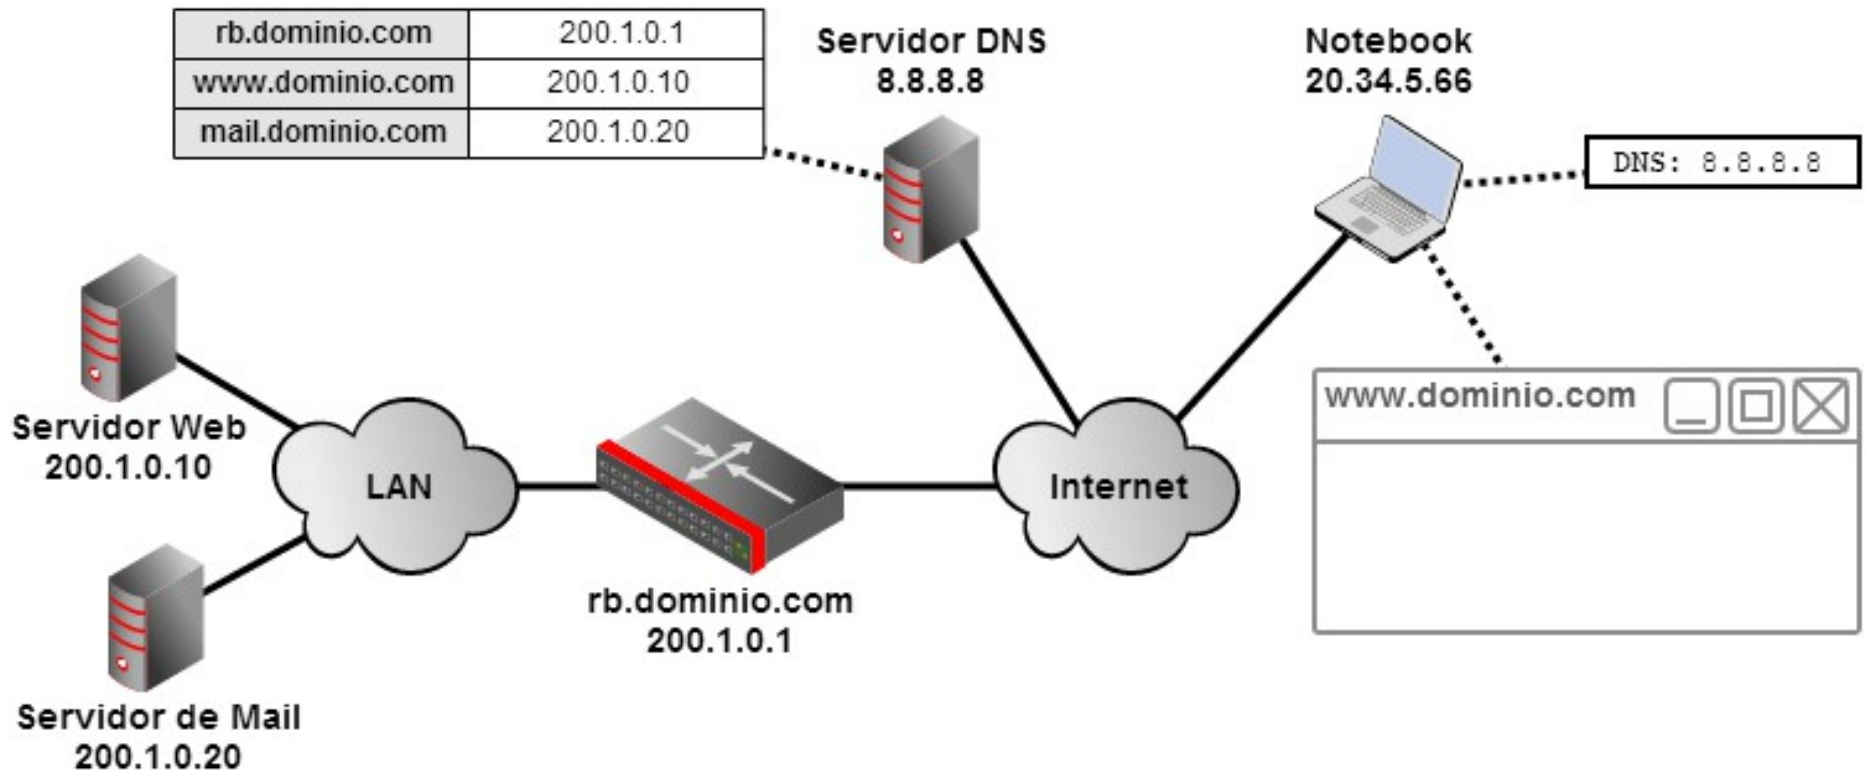 rb.dominio.com 200.1.0.1
www.dominio.com 200.1.0.10
mail.dominio.com 200.1.0.20
Servidor DNS
8.8.8.8
Notebook
20.34.5.66
DNS: 8.8.8.8
www.dominio.com
Servidor Web
200.1.0.10
LAN
Internet
rb.dominio.com
200.1.0.1
Servidor de Mail
200.1.0.20